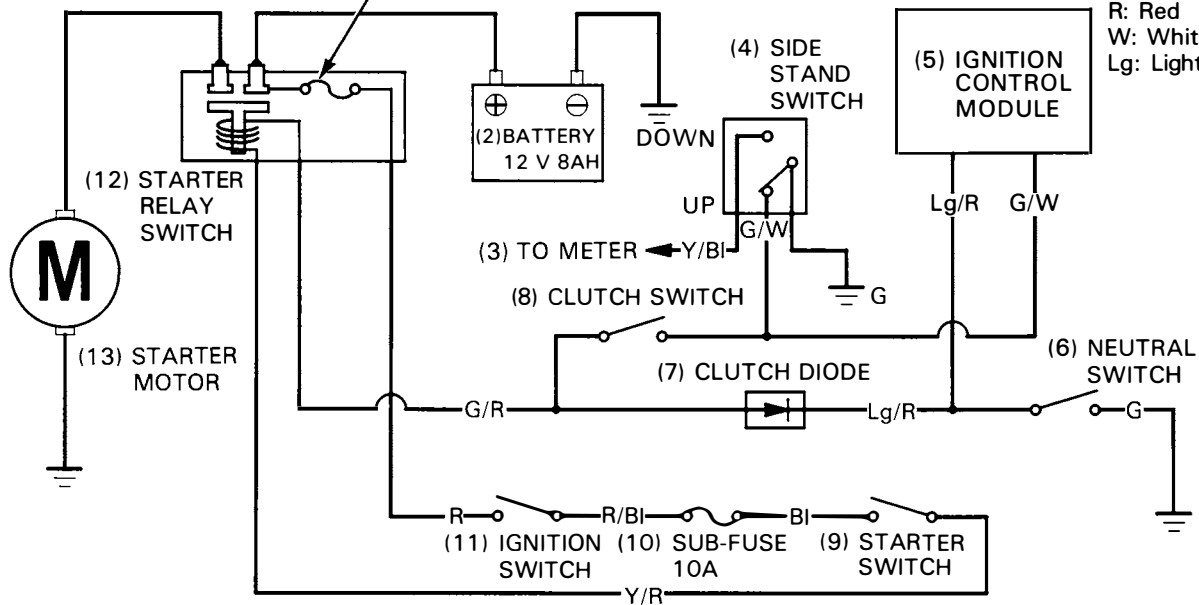 R: Red
W: Whit
Lg: Light
(4) SIDE
STAND
SWITCH
(5) IGNITION
CONTROL
MODULE
⊕ ⊖
(2) BATTERY
12 V 8AH
DOWN
UP
(12) STARTER
RELAY
SWITCH
Lg/R G/W
G/W
(3) TO METER Y/Bl
G
M
(8) CLUTCH SWITCH
(6) NEUTRAL
SWITCH
(13) STARTER
MOTOR
(7) CLUTCH DIODE
G/R Lg/R G
R R/Bl Bl
(11) IGNITION
SWITCH
(10) SUB-FUSE
10A
(9) STARTER
SWITCH
Y/R